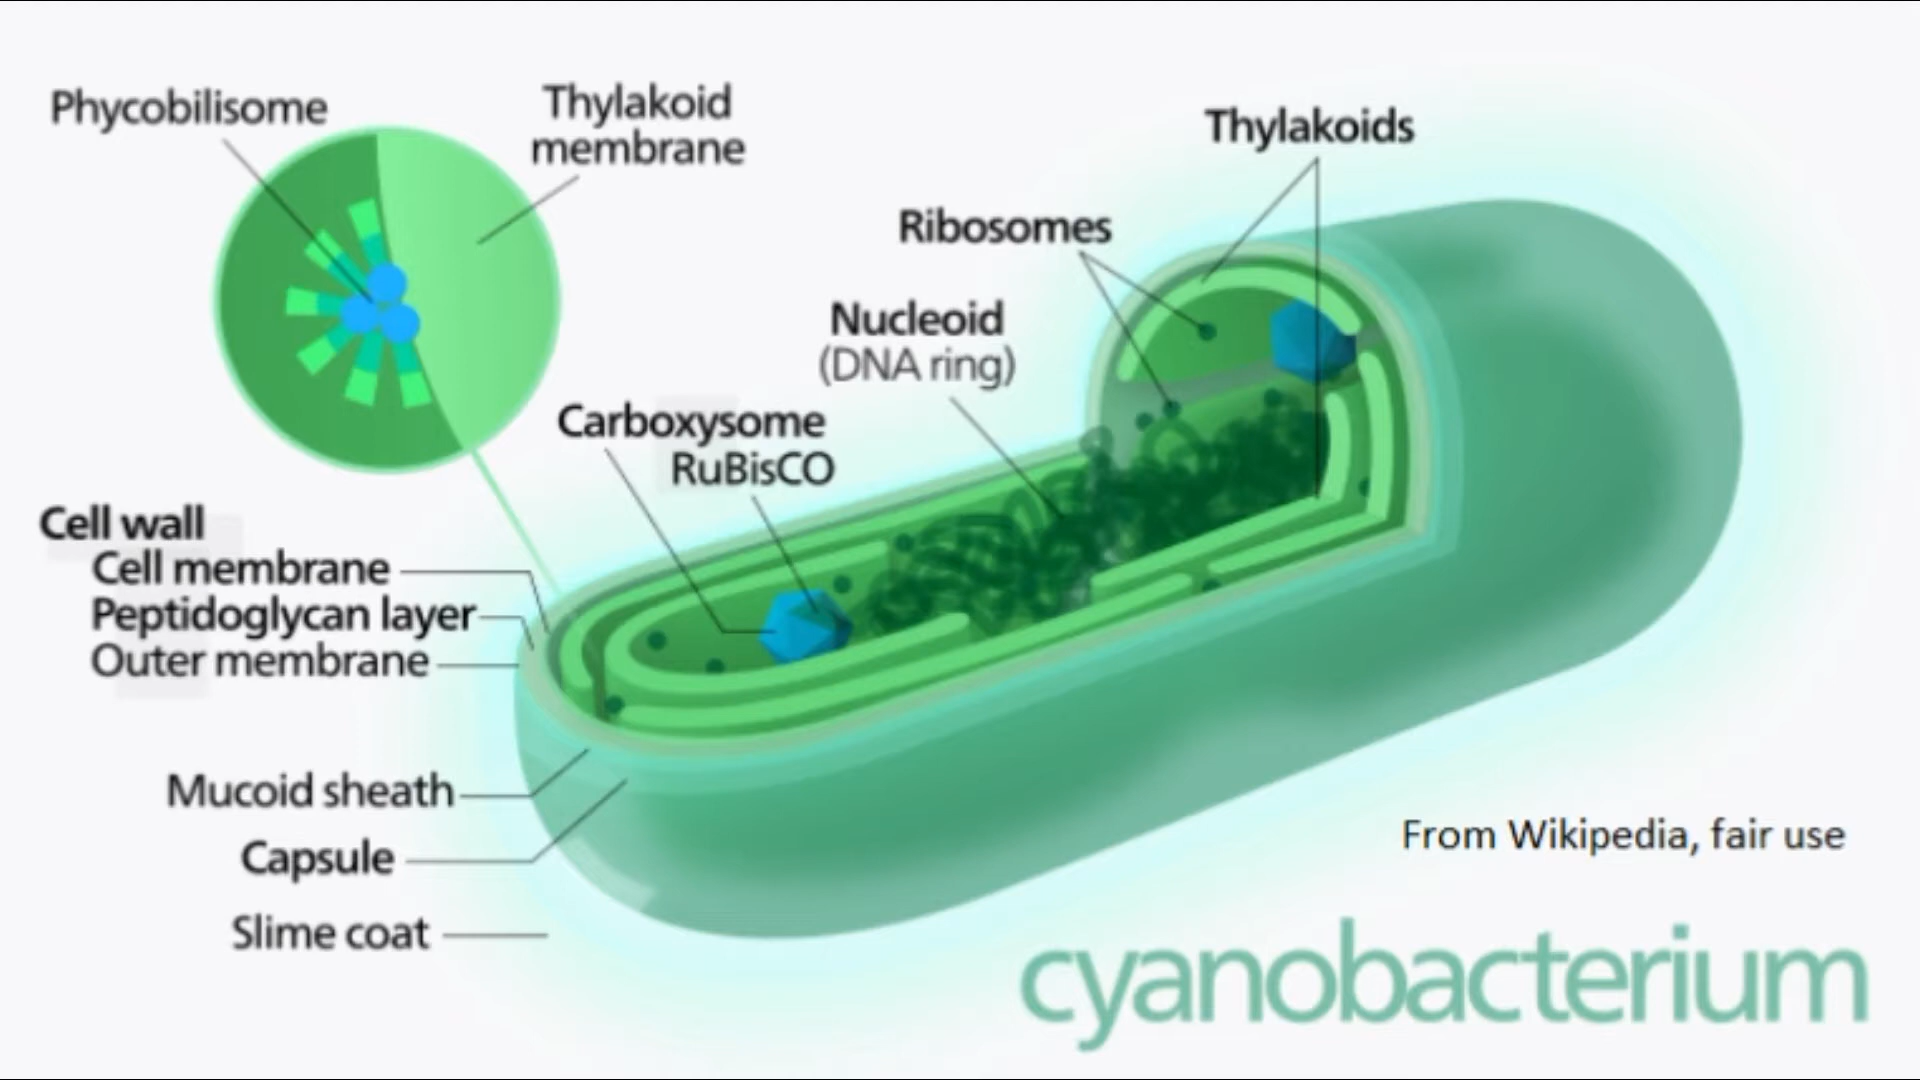 Phycobilisome
Thylakoid
membrane
Thylakoids
Ribosomes
Nucleoid
(DNA ring)
Carboxysome
RuBisCO
Cell wall
Cell membrane
Peptidoglycan layer
Outer membrane
Mucoid sheath
Capsule
Slime coat
From Wikipedia, fair use
cyanobacterium